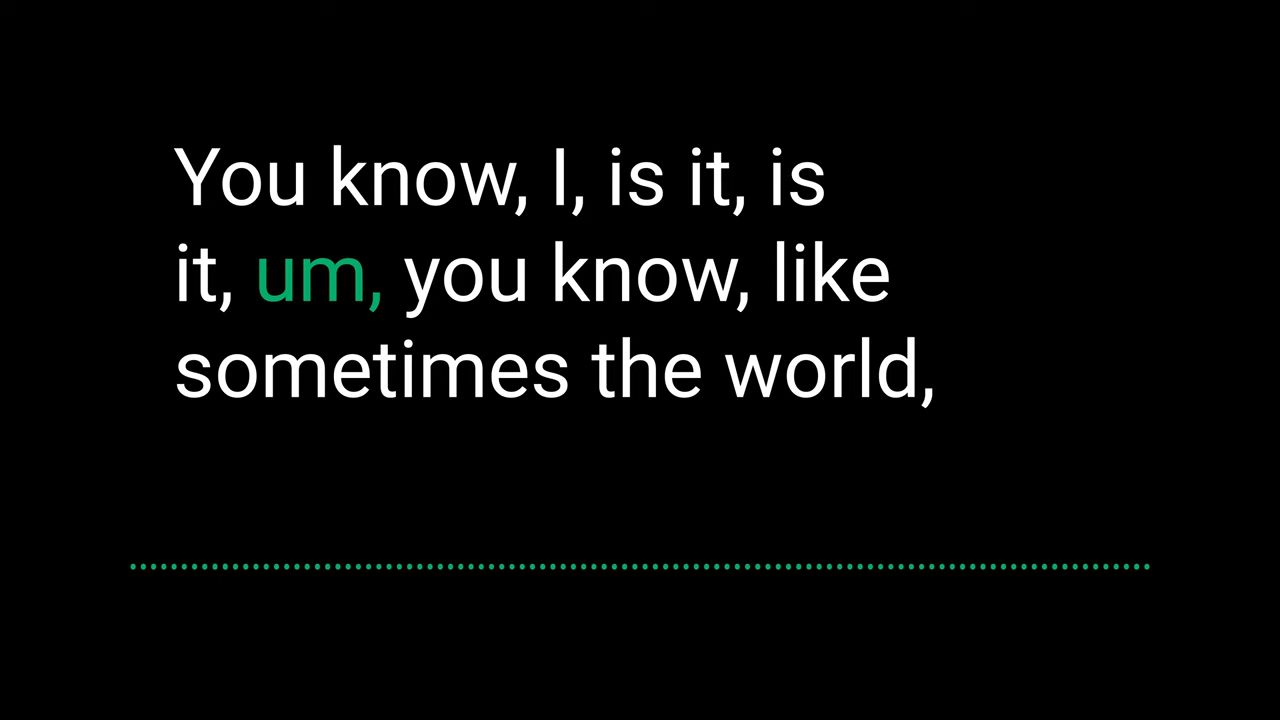 You know, I, is it, is
it, um, you know, like
sometimes the world,